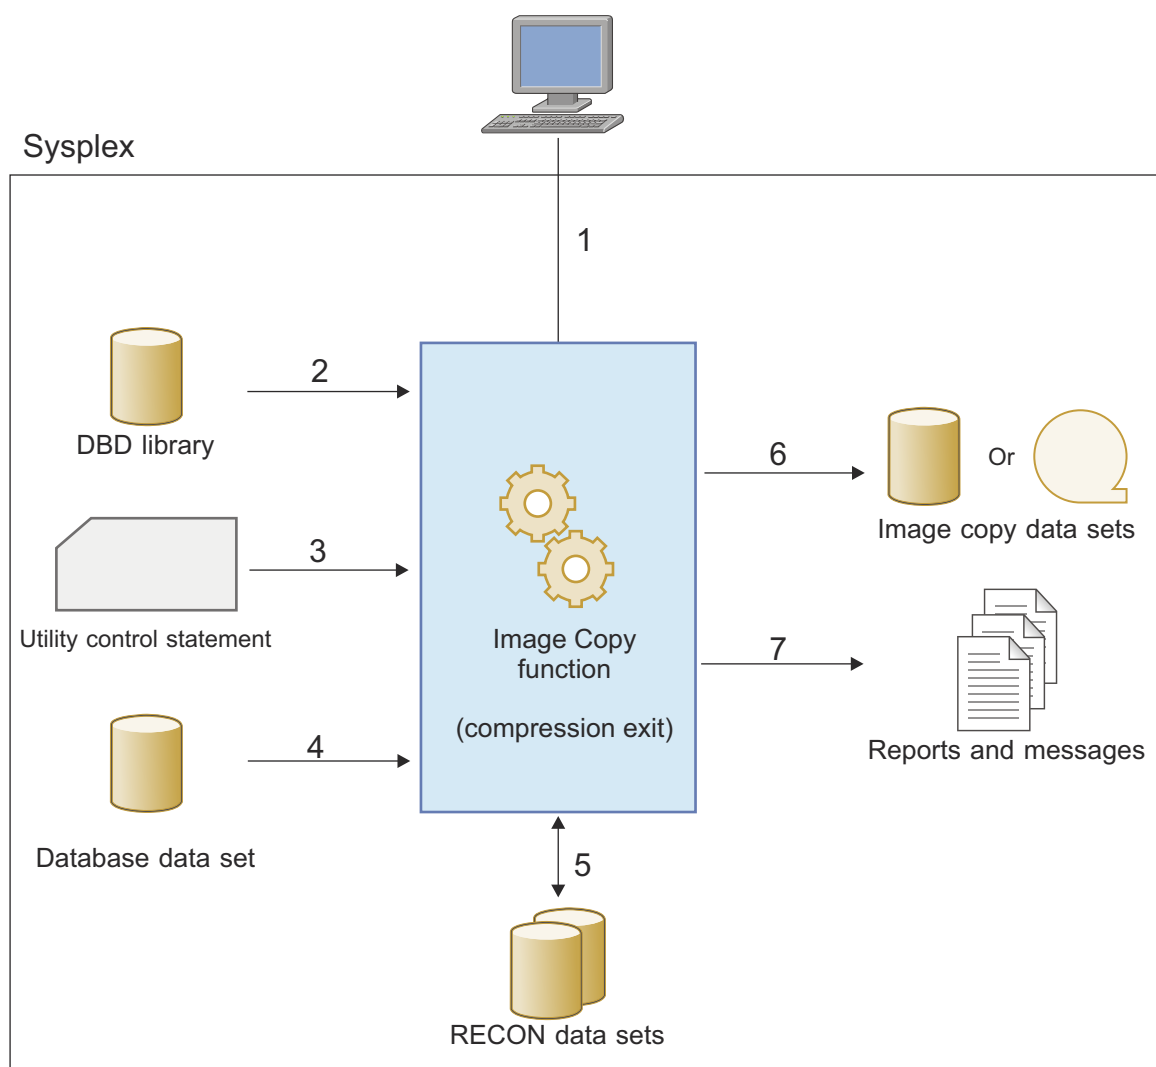 Sysplex
1
2
DBD library
3
Utility control statement
4
Database data set
Image Copy
function
(compression exit)
5
RECON data sets
6
Or
Image copy data sets
7
Reports and messages